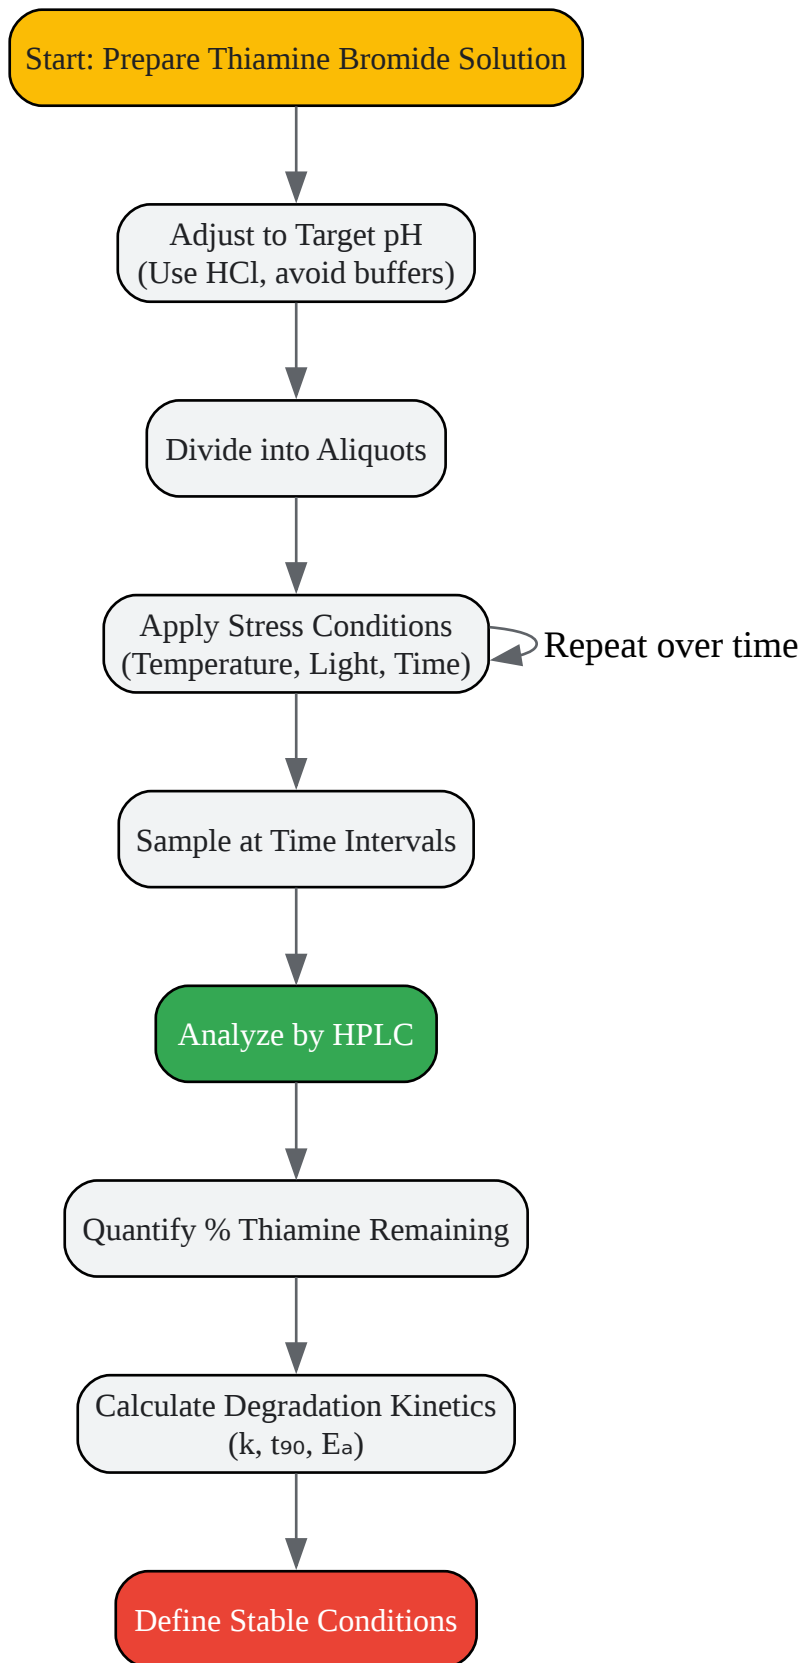 Start: Prepare Thiamine Bromide Solution
Adjust to Target pH
(Use HCl, avoid buffers)
Divide into Aliquots
Apply Stress Conditions
(Temperature, Light, Time)
Repeat over time
Sample at Time Intervals
Analyze by HPLC
Quantify % Thiamine Remaining
Calculate Degradation Kinetics
(k, t₉₀, Eₐ)
Define Stable Conditions